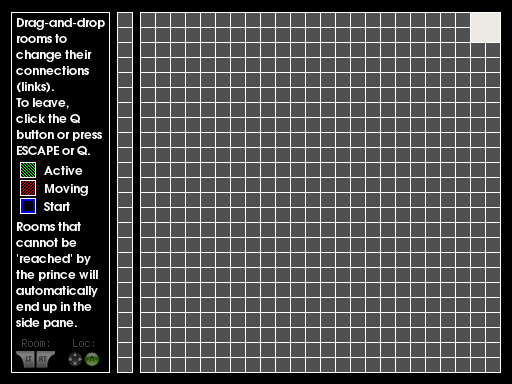 Drag-and-drop
rooms to
change their
connections
(links).
To leave,
click the Q
button or press
ESCAPE or Q.
Active
Moving
Start
Rooms that
cannot be
'reached' by
the prince will
automatically
end up in the
side pane.
Room: Loc:
LT RT